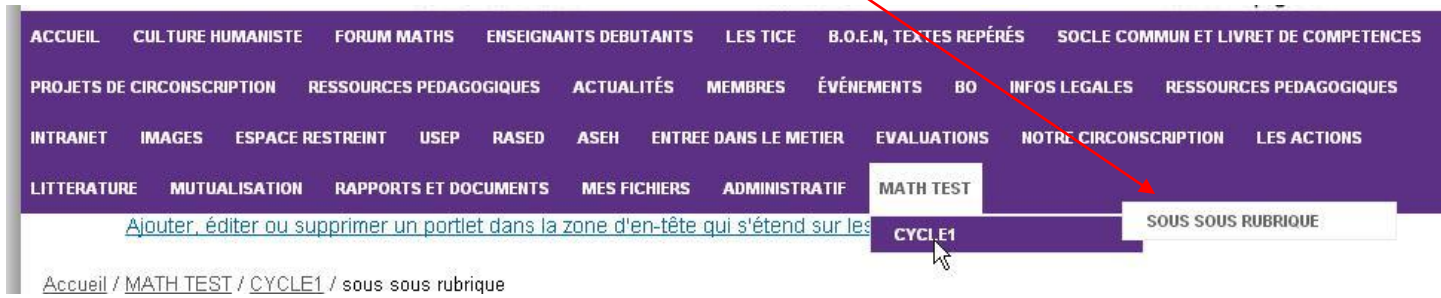 ACCUEIL CULTURE HUMANISTE FORUM MATHS ENSEIGNANTS DEBUTANTS LES TICE B.O.E.N, TEXTES REPÉRÉS SOCLE COMMUN ET LIVRET DE COMPETENCES
PROJETS DE CIRCONSCRIPTION RESSOURCES PEDAGOGIQUES ACTUALITÉS MEMBRES ÉVÉNEMENTS BO INFOS LEGALES RESSOURCES PEDAGOGIQUES
INTRANET IMAGES ESPACE RESTREINT USEP RASED ASEH ENTREE DANS LE METIER EVALUATIONS NOTRE CIRCONSCRIPTION LES ACTIONS
LITTERATURE MUTUALISATION RAPPORTS ET DOCUMENTS MES FICHIERS ADMINISTRATIF MATH TEST
Ajouter, éditer ou supprimer un portlet dans la zone d'en-tête qui s'étend sur les
CYCLE1
SOUS SOUS RUBRIQUE
Accueil / MATH TEST / CYCLE1 / sous sous rubrique